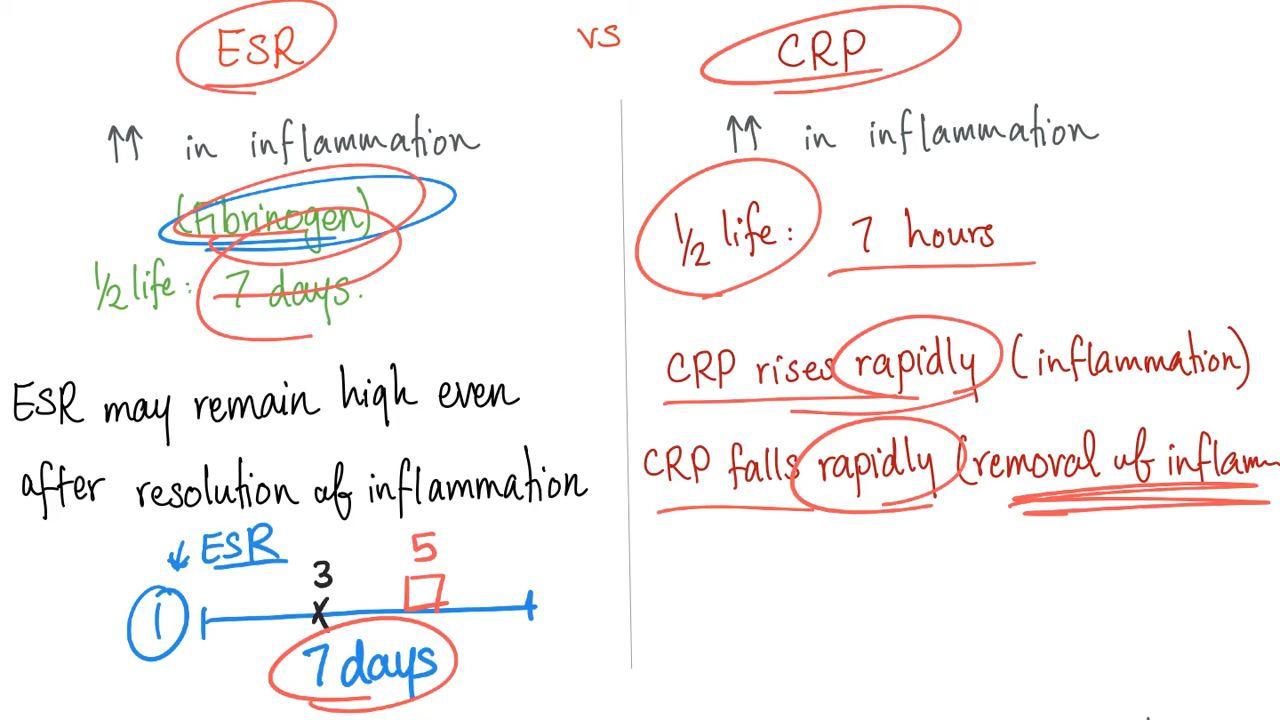 ESR vs CRP
↑↑ in inflammation
(Fibrinogen)
½ life: 7 days.
ESR may remain high even
after resolution of inflammation
↓ ESR
3
5
1
X
7 days
↑↑ in inflammation
½ life: 7 hours
CRP rises rapidly (inflammation)
CRP falls rapidly (removal of inflam